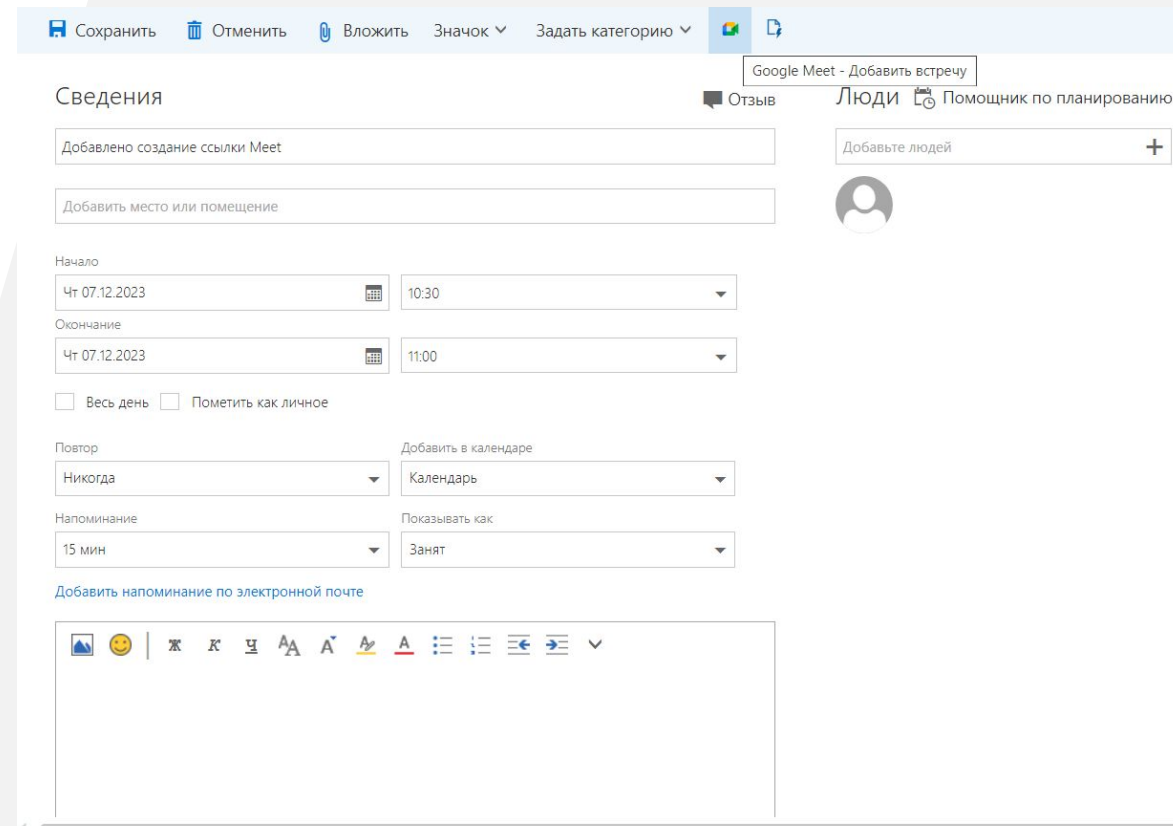 Сохранить Отменить Вложить Значок Задать категорию
Google Meet - Добавить встречу
Сведения
Отзыв
Люди Помощник по планированию
Добавлено создание ссылки Meet
Добавьте людей
Добавить место или помещение
Начало
Чт 07.12.2023 10:30
Окончание
Чт 07.12.2023 11:00
Весь день Пометить как личное
Повтор Добавить в календаре
Никогда Календарь
Напоминание Показывать как
15 мин Занят
Добавить напоминание по электронной почте
Ж К Ч А А А А